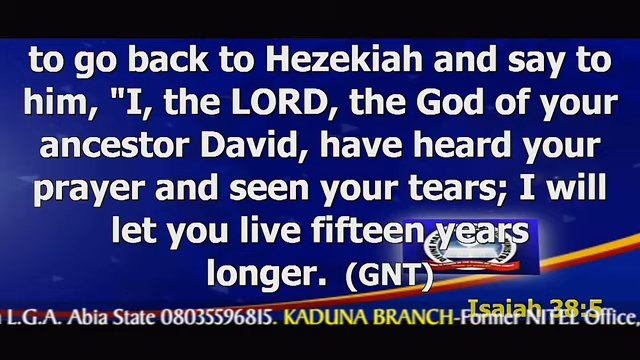 to go back to Hezekiah and say to
him, "I, the LORD, the God of your
ancestor David, have heard your
prayer and seen your tears; I will
let you live fifteen years
longer. (GNT)
Isaiah 38:5
L.G.A. Abia State 08035596815. KADUNA BRANCH-Former NITEL Office,